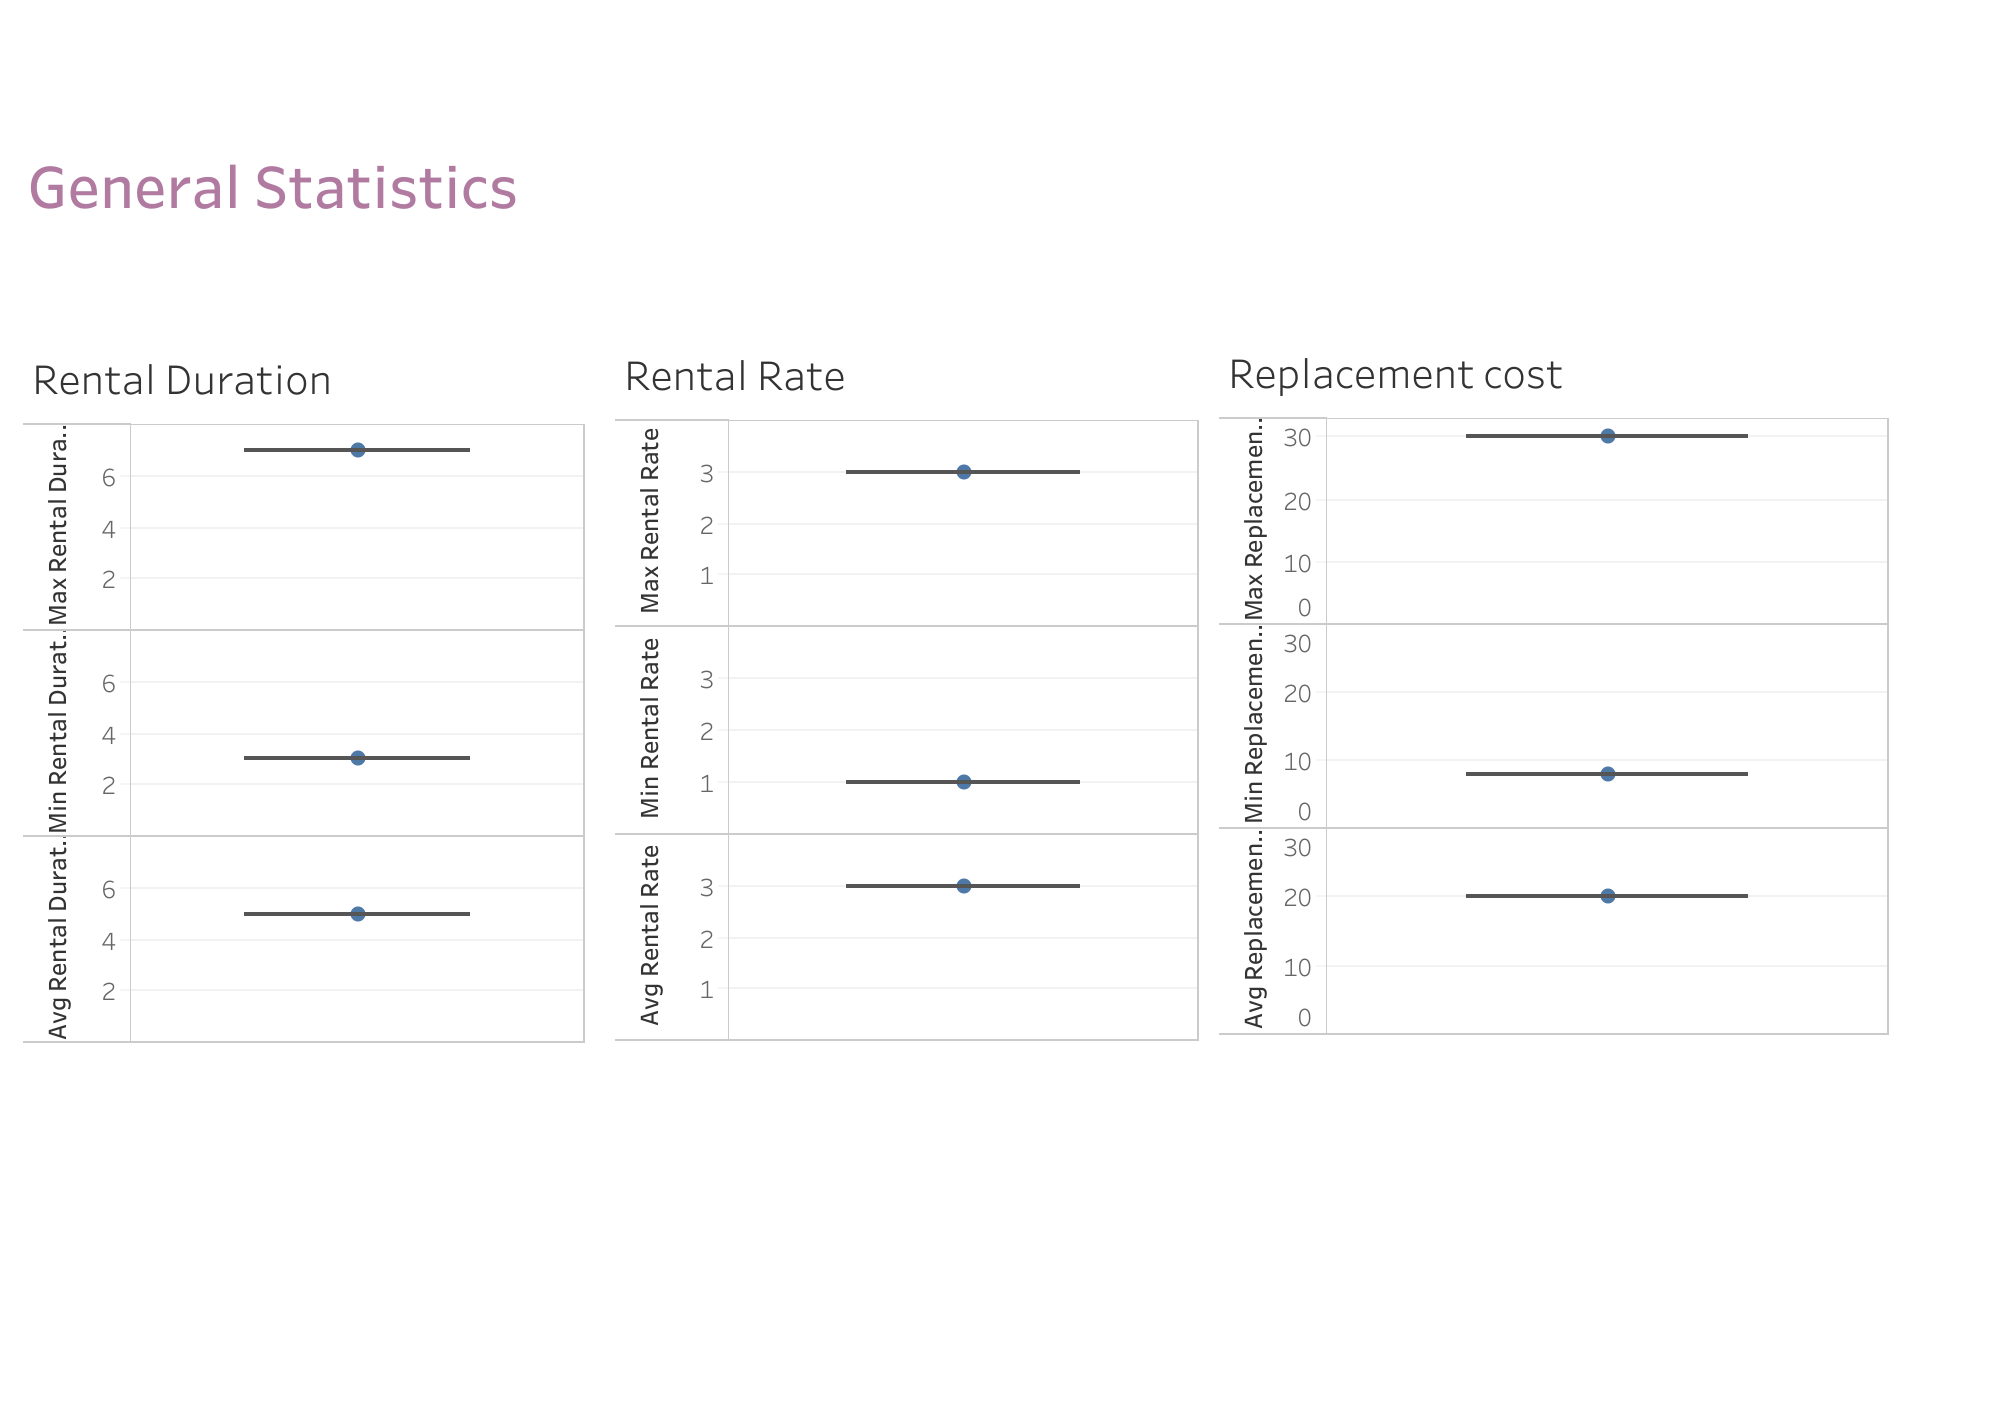 General Statistics
Rental Duration
Max Rental Dura..
6
4
2
Min Rental Durat..
6
4
2
Avg Rental Durat..
6
4
2
Rental Rate
Max Rental Rate
3
2
1
Min Rental Rate
3
2
1
Avg Rental Rate
3
2
1
Replacement cost
Max Replacemen..
30
20
10
0
Min Replacemen..
30
20
10
0
Avg Replacemen..
30
20
10
0